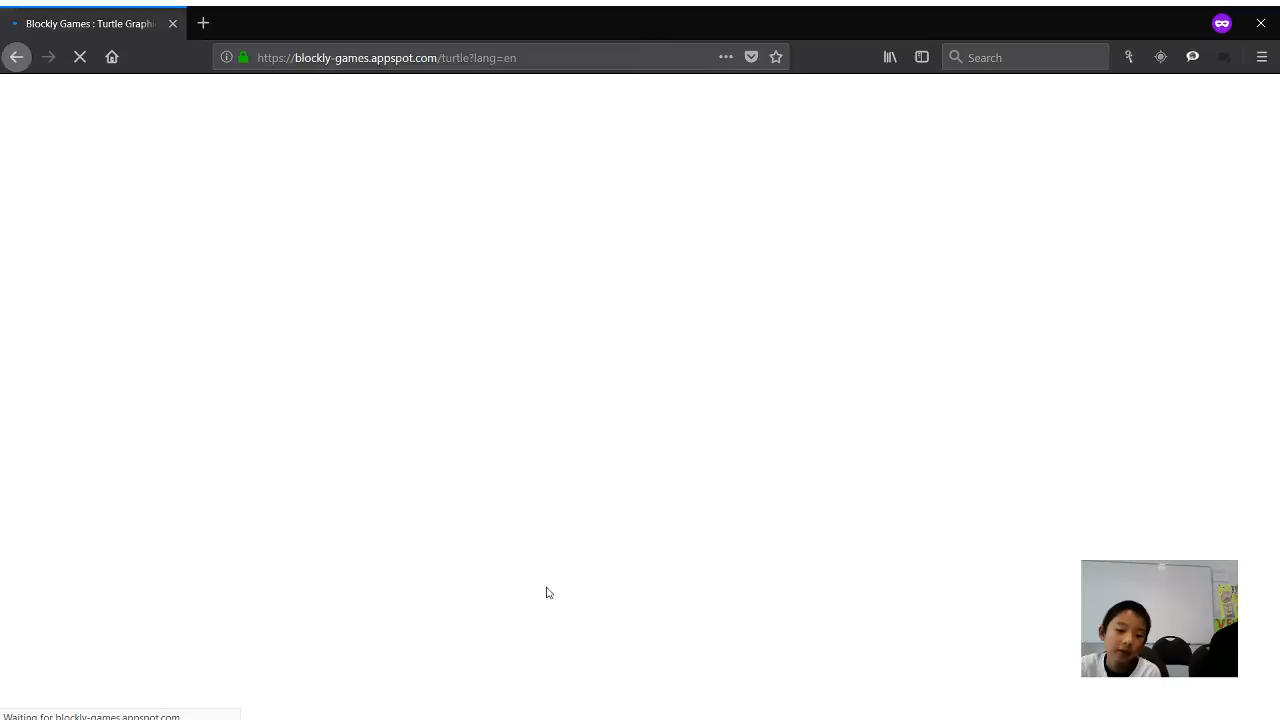 Blockly Games : Turtle Graphi
https://blockly-games.appspot.com/turtle?lang=en
Search
Waiting for blockly-games.appspot.com